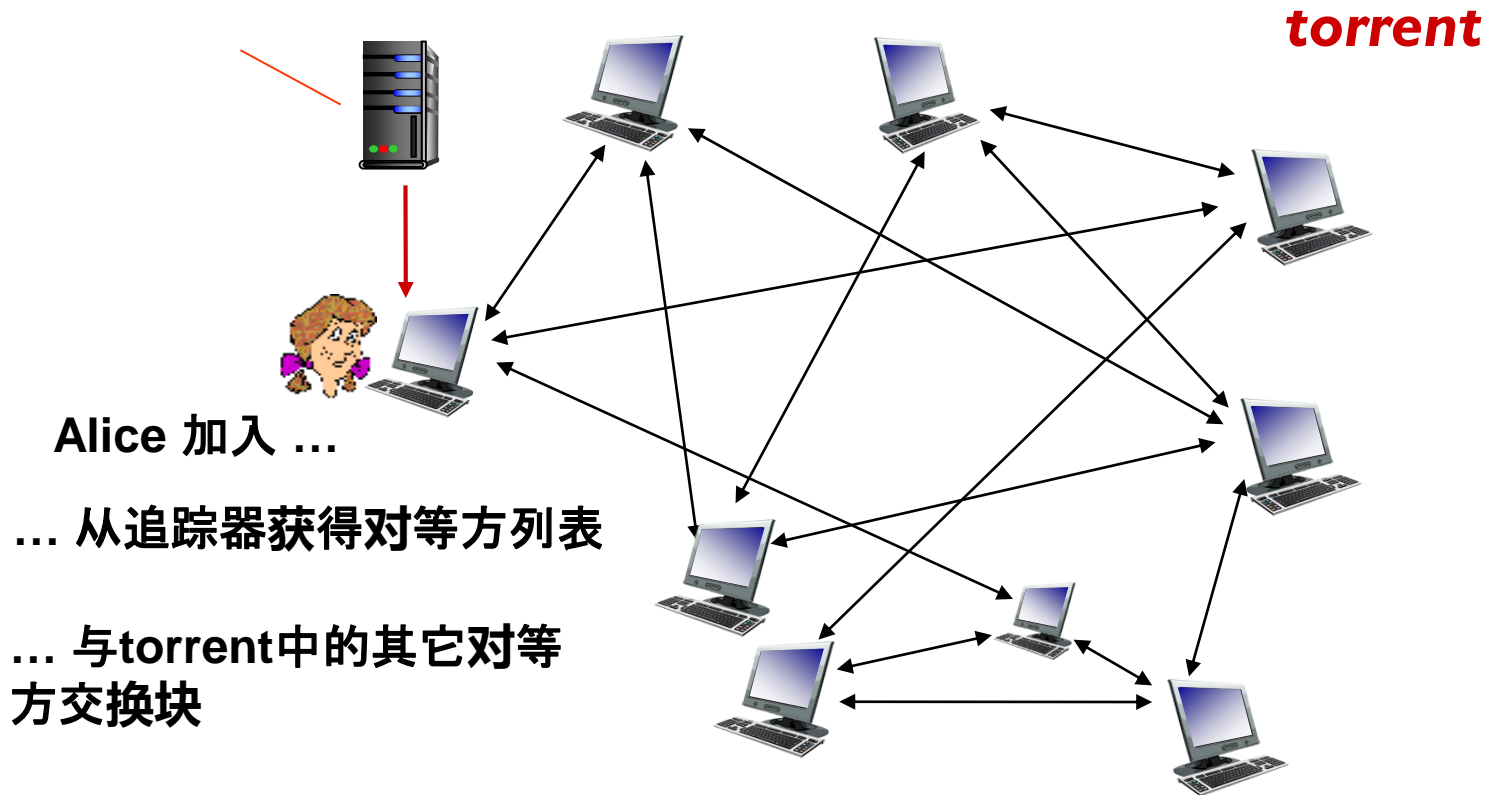 torrent
Alice 加入 …
… 从追踪器获得对等方列表
… 与torrent中的其它对等
方交换块